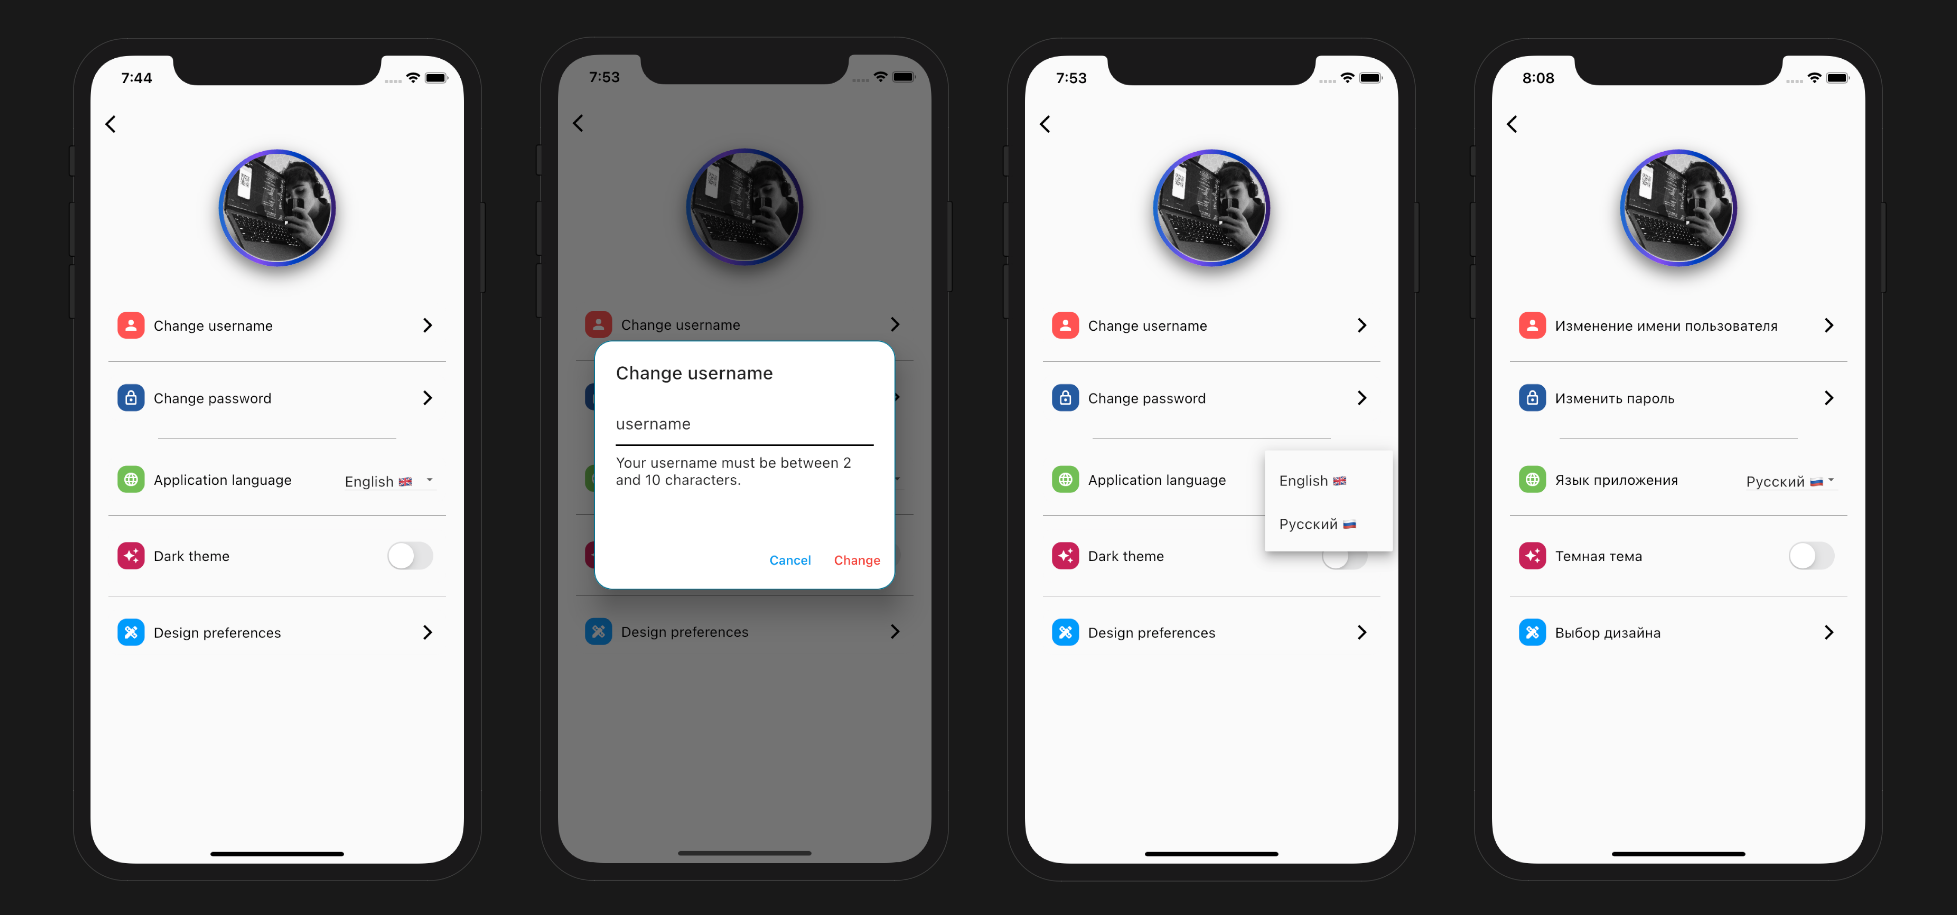 7:44
Change username
Change password
Application language
English 🇬🇧
Dark theme
Design preferences
7:53
Change username
Change username
username
Your username must be between 2
and 10 characters.
Cancel
Change
Design preferences
7:53
Change username
Change password
Application language
English 🇬🇧
Русский 🇷🇺
Dark theme
Design preferences
8:08
Изменение имени пользователя
Изменить пароль
Язык приложения
Русский 🇷🇺
Темная тема
Выбор дизайна